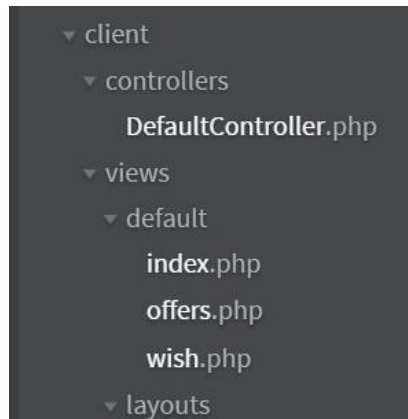 client
controllers
DefaultController.php
views
default
index.php
offers.php
wish.php
layouts